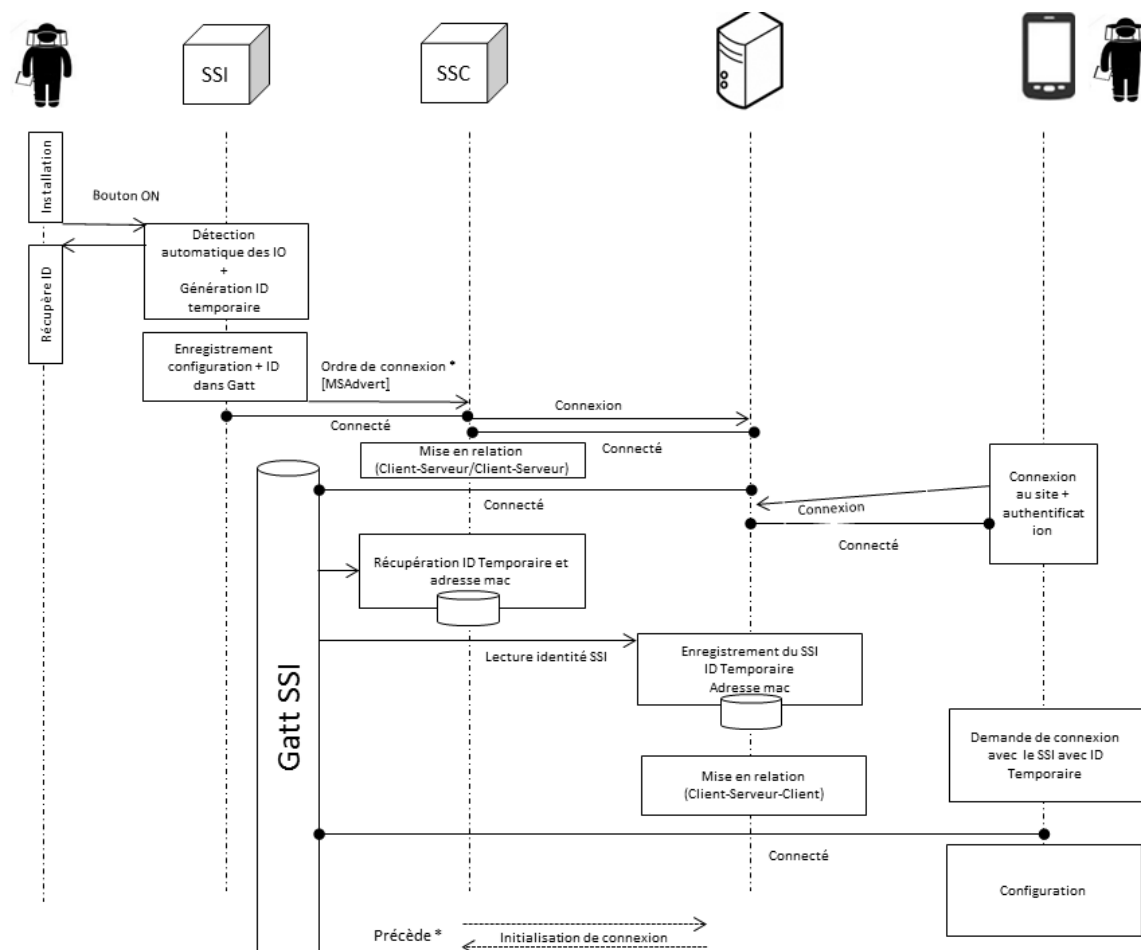 SSI
SSC
Installation
Bouton ON
Détection
automatique des IO
+
Génération ID
temporaire
Récupère ID
Enregistrement
configuration + ID
dans Gatt
Ordre de connexion *
[MSAdvert]
Connecté
Connexion
Connecté
Mise en relation
(Client-Serveur/Client-Serveur)
Connecté
Connexion
au site +
authentificat
ion
Connexion
Connecté
Récupération ID Temporaire et
adresse mac
Lecture identité SSI
Enregistrement du SSI
ID Temporaire
Adresse mac
Gatt SSI
Demande de connexion
avec le SSI avec ID
Temporaire
Mise en relation
(Client-Serveur-Client)
Connecté
Configuration
Précède *
Initialisation de connexion